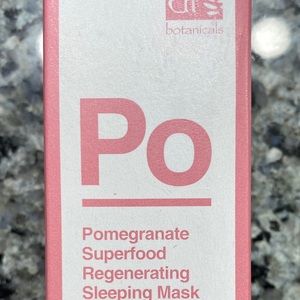 botanicals
Po
Pomegranate
Superfood
Regenerating
Sleeping Mask